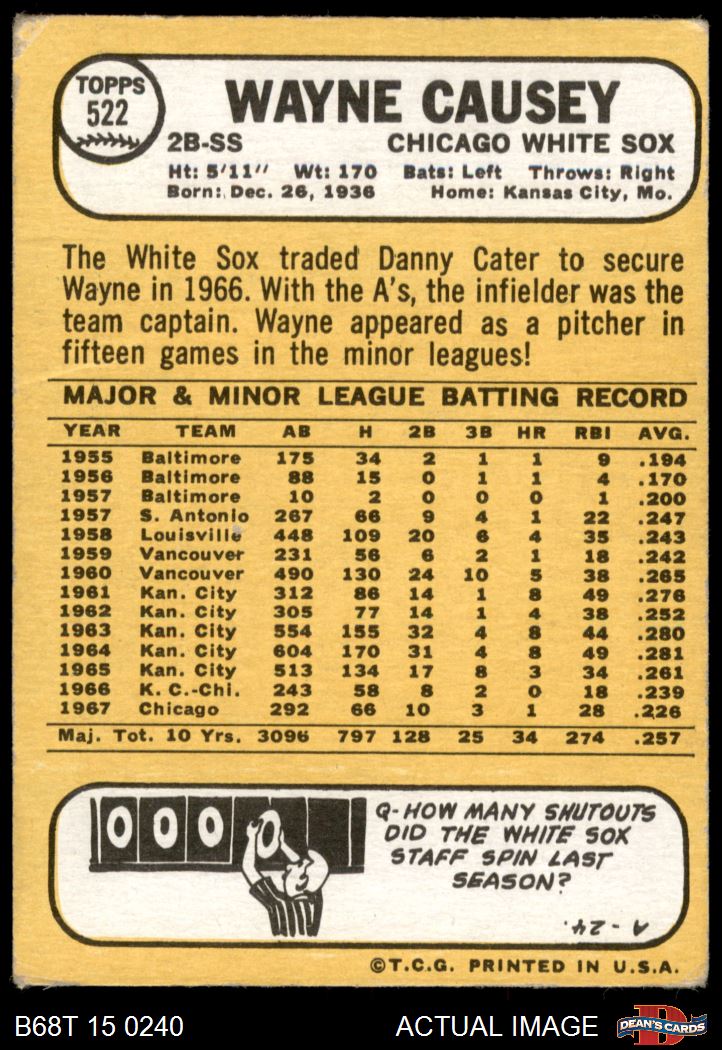 TOPPS
522
WAYNE CAUSEY
2B-SS CHICAGO WHITE SOX
Ht: 5'11" Wt: 170 Bats: Left Throws: Right
Born: Dec. 26, 1936 Home: Kansas City, Mo.
The White Sox traded Danny Cater to secure
Wayne in 1966. With the A's, the infielder was the
team captain. Wayne appeared as a pitcher in
fifteen games in the minor leagues!
MAJOR & MINOR LEAGUE BATTING RECORD
YEAR TEAM AB H 2B 3B HR RBI AVG.
1955 Baltimore 175 34 2 1 1 9 .194
1956 Baltimore 88 15 0 1 1 4 .170
1957 Baltimore 10 2 0 0 0 1 .200
1957 S. Antonio 267 66 9 4 1 22 .247
1958 Louisville 448 109 20 6 4 35 .243
1959 Vancouver 231 56 6 2 1 18 .242
1960 Vancouver 490 130 24 10 5 38 .265
1961 Kan. City 312 86 14 1 8 49 .276
1962 Kan. City 305 77 14 1 4 38 .252
1963 Kan. City 554 155 32 4 8 44 .280
1964 Kan. City 604 170 31 4 8 49 .281
1965 Kan. City 513 134 17 8 3 34 .261
1966 K. C.-Chi. 243 58 8 2 0 18 .239
1967 Chicago 292 66 10 3 1 28 .226
Maj. Tot. 10 Yrs. 3096 797 128 25 34 274 .257
0 0 0 0
Q-HOW MANY SHUTOUTS
DID THE WHITE SOX
STAFF SPIN LAST
SEASON?
A-24.
©T.C.G. PRINTED IN U.S.A.
B68T 15 0240 ACTUAL IMAGE D DEAN'S CARDS